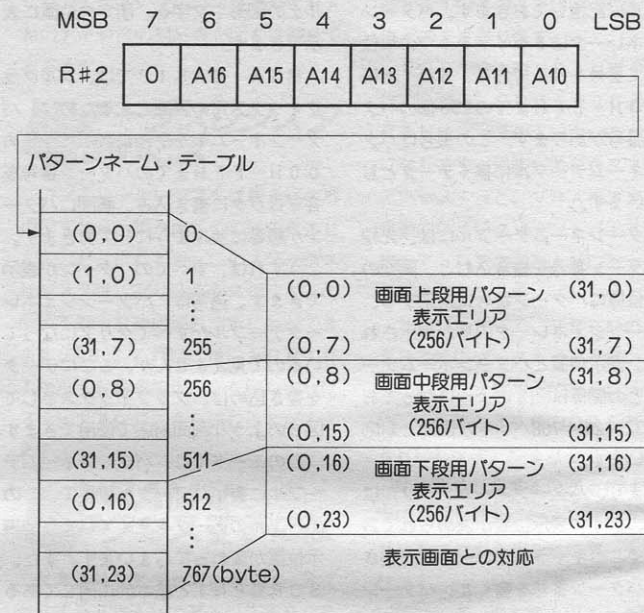 MSB 7 6 5 4 3 2 1 0 LSB
R#2 0 A16 A15 A14 A13 A12 A11 A10
パターンネーム・テーブル
(0,0) 0
(1,0) 1
⋮
(31,7) 255
(0,8) 256
⋮
(31,15) 511
(0,16) 512
⋮
(31,23) 767(byte)
(0,0) 画面上段用パターン (31,0)
表示エリア
(0,7) (256バイト) (31,7)
(0,8) 画面中段用パターン (31,8)
表示エリア
(0,15) (256バイト) (31,15)
(0,16) 画面下段用パターン (31,16)
表示エリア
(0,23) (256バイト) (31,23)
表示画面との対応